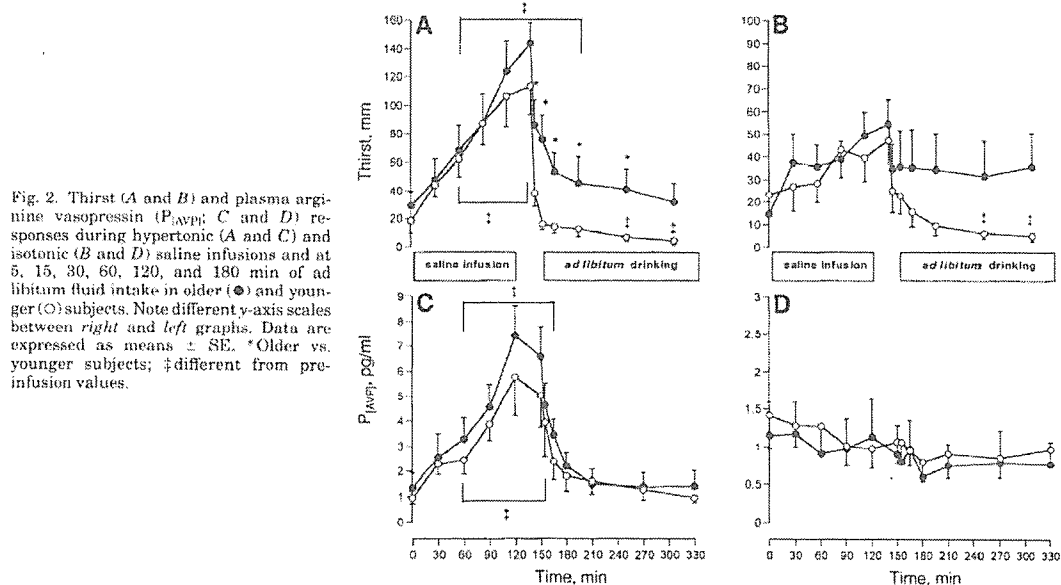 Fig. 2. Thirst (A and B) and plasma argi-
nine vasopressin (P[AVP]; C and D) re-
sponses during hypertonic (A and C) and
isotonic (B and D) saline infusions and at
5, 15, 30, 60, 120, and 180 min of ad
libitum fluid intake in older (●) and youn-
ger (○) subjects. Note different y-axis scales
between right and left graphs. Data are
expressed as means ± SE. *Older vs.
younger subjects; ‡different from pre-
infusion values.
A
‡
Thirst, mm
160
140
120
100
80
60
40
20
0
* * * * * *
‡ ‡
‡
saline infusion
ad libitum drinking
B
100
90
80
70
60
50
40
30
20
10
0
‡ ‡
saline infusion
ad libitum drinking
C
P[AVP], pg/ml
9
8
7
6
5
4
3
2
1
0
‡
0 30 60 90 120 150 180 210 240 270 300 330
Time, min
D
3
2.5
2
1.5
1
0.5
0
0 30 60 90 120 150 180 210 240 270 300 330
Time, min